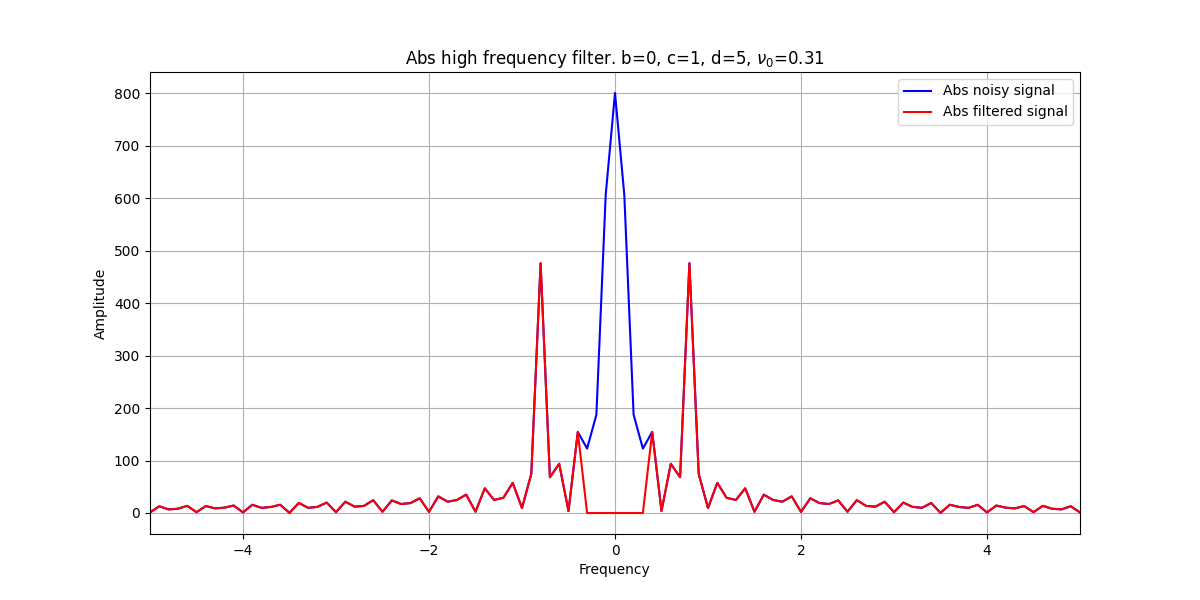 Abs high frequency filter. b=0, c=1, d=5, ν₀=0.31
Abs noisy signal
Abs filtered signal
800
700
600
500
400
300
200
100
0
Amplitude
−4
−2
0
2
4
Frequency